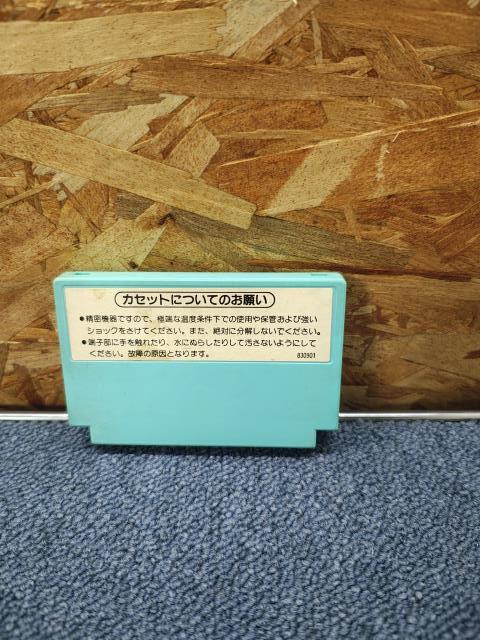 カセットについてのお願い
●精密機器ですので、極端な温度条件下での使用や保管および強い
ショックをさけてください。また、絶対に分解しないでください。
●端子部に手を触れたり、水にぬらしたりして汚さないようにして
ください。故障の原因となります。 830901